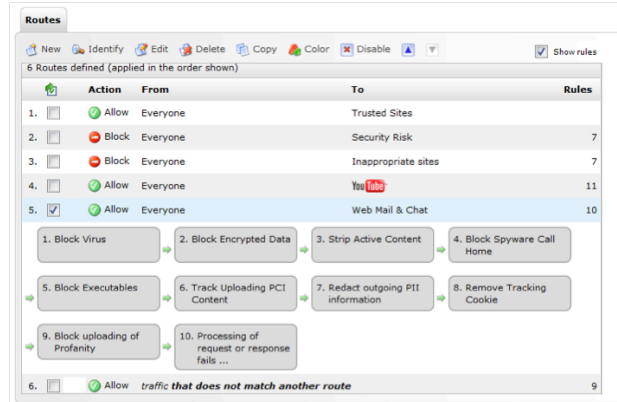 Routes
New Identify Edit Delete Copy Color Disable Show rules
6 Routes defined (applied in the order shown)
Action From To Rules
1. Allow Everyone Trusted Sites
2. Block Everyone Security Risk 7
3. Block Everyone Inappropriate sites 7
4. Allow Everyone YouTube 11
5. Allow Everyone Web Mail & Chat 10
1. Block Virus 2. Block Encrypted Data 3. Strip Active Content 4. Block Spyware Call
Home
5. Block Executables 6. Track Uploading PCI 7. Redact outgoing PII 8. Remove Tracking
Content information Cookie
9. Block uploading of 10. Processing of
Profanity request or response
fails ...
6. Allow traffic that does not match another route 9